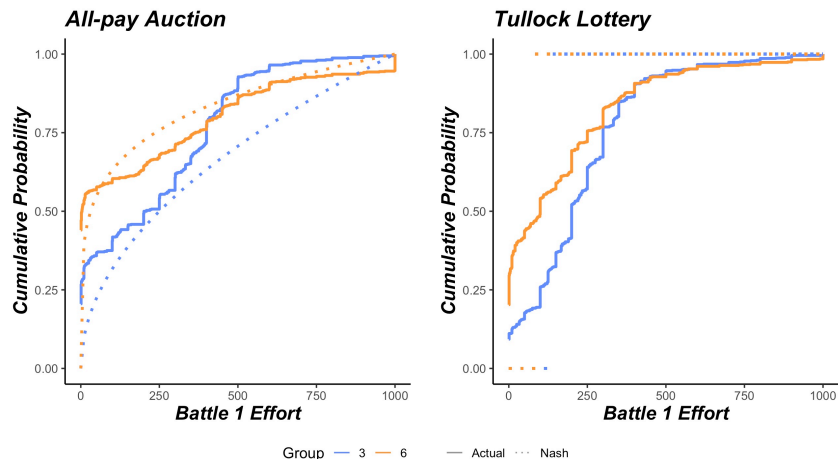 All-pay Auction
Cumulative Probability
1.00
0.75
0.50
0.25
0.00
0 250 500 750 1000
Battle 1 Effort
Tullock Lottery
Cumulative Probability
1.00
0.75
0.50
0.25
0.00
0 250 500 750 1000
Battle 1 Effort
Group 3 6 Actual Nash